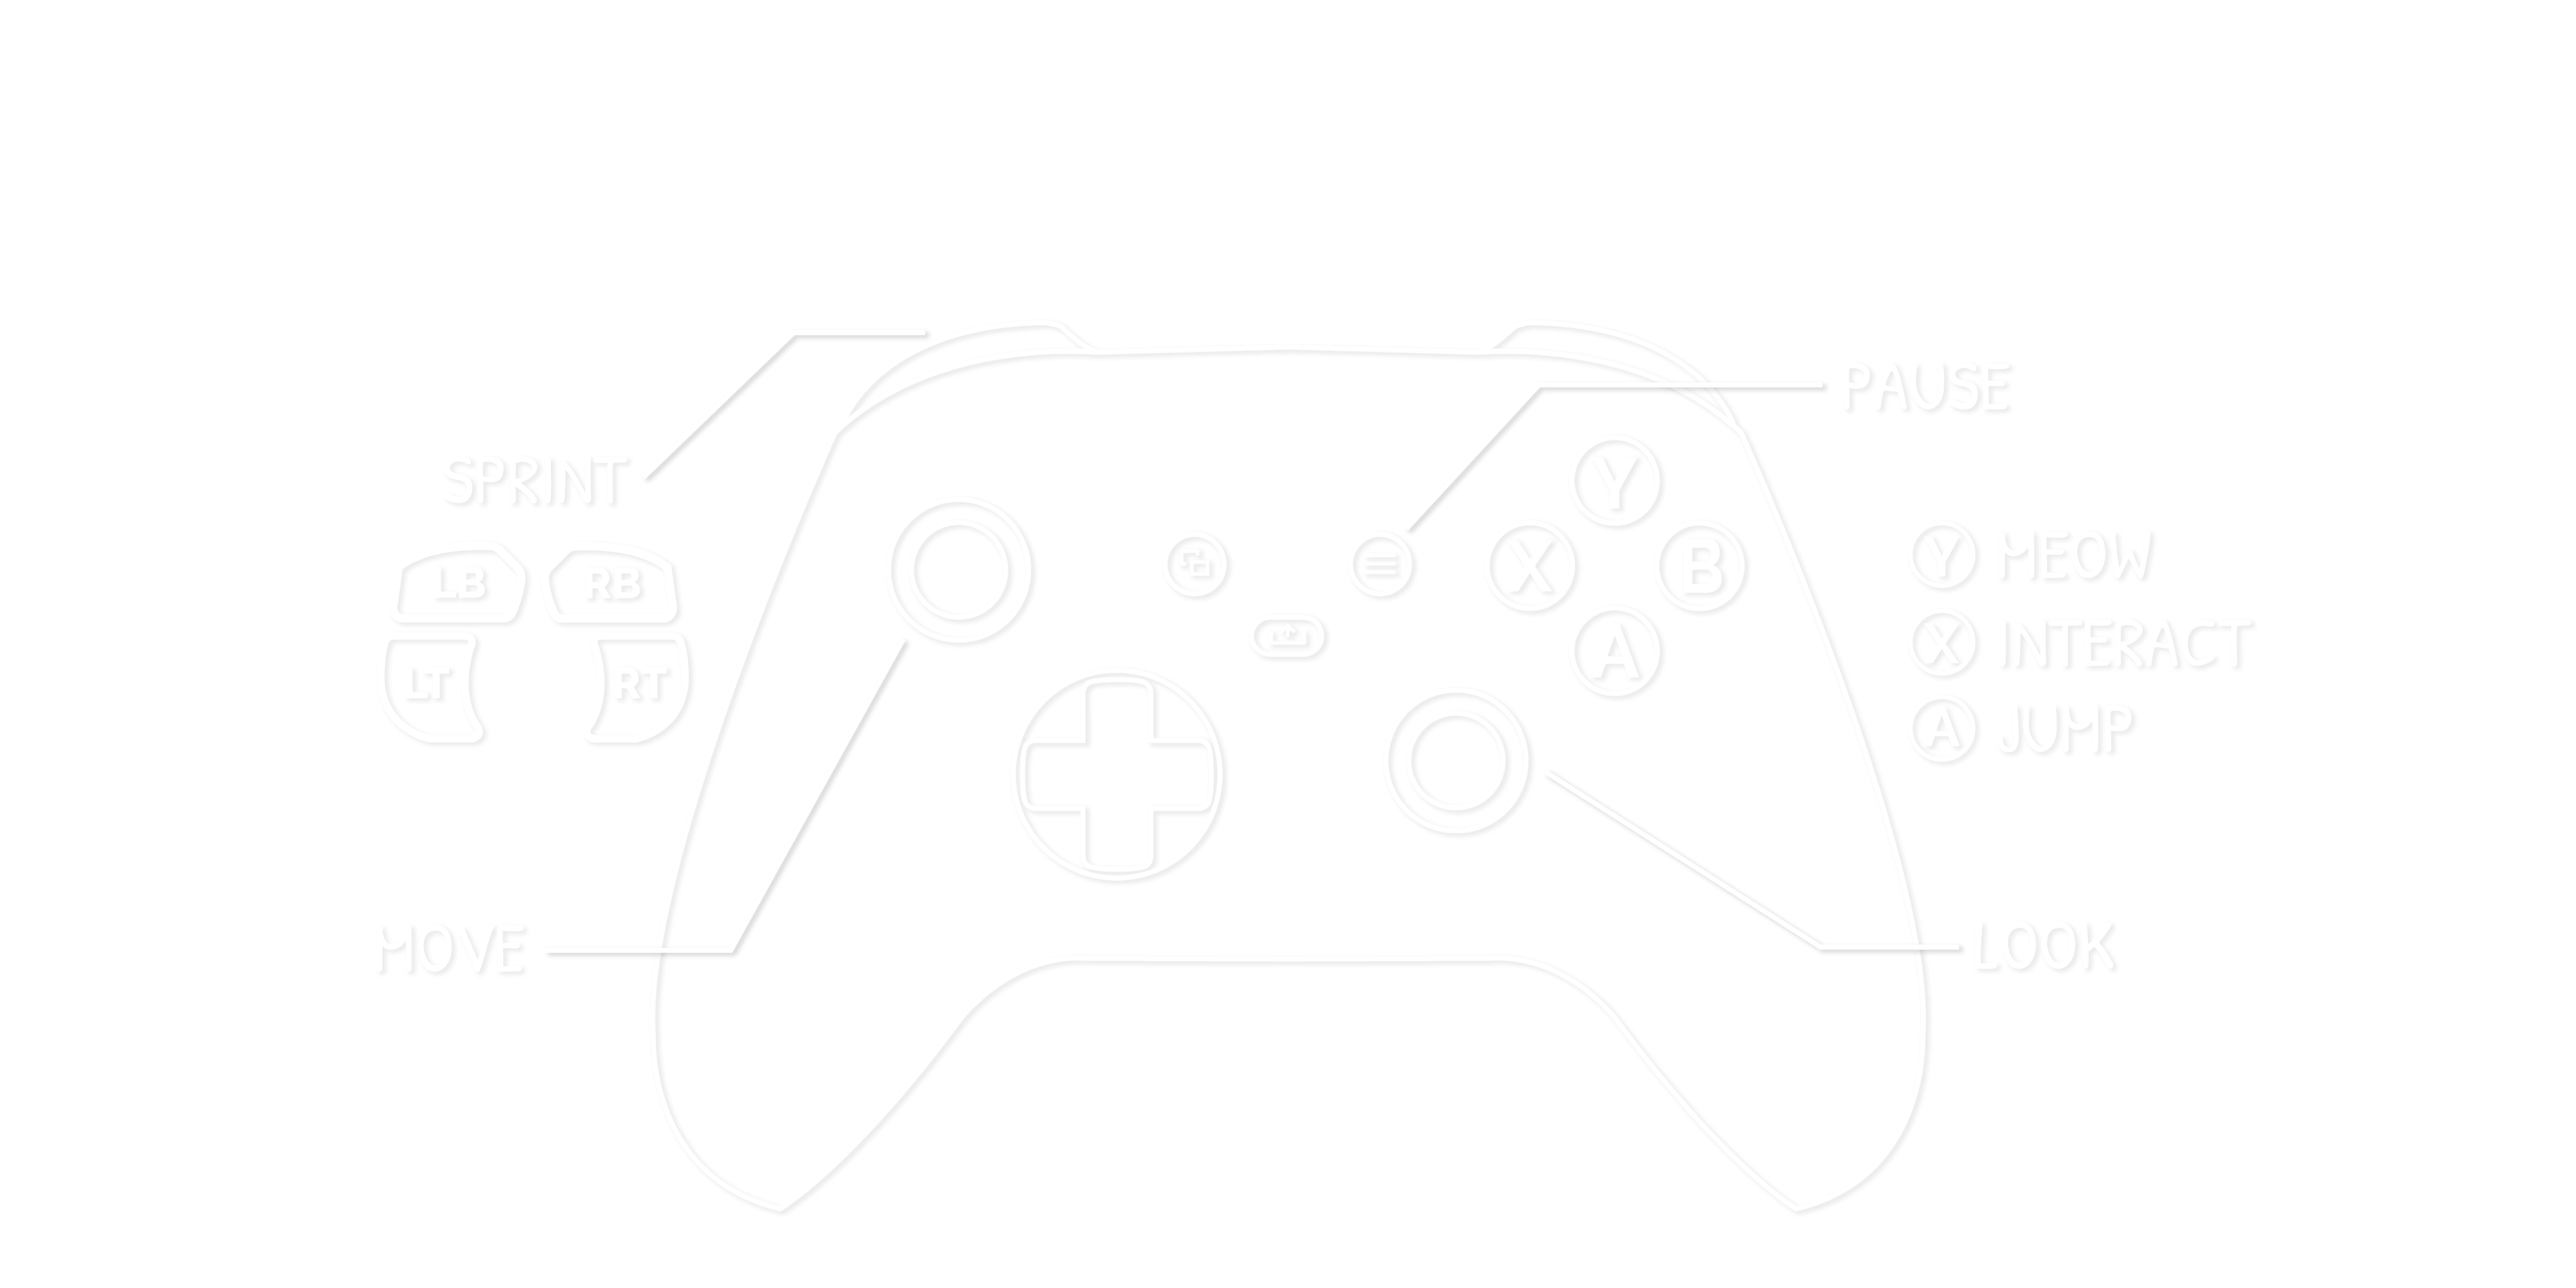 PAUSE
SPRINT
LB RB
LT RT
Y
X B
A
Y MEOW
X INTERACT
A JUMP
MOVE
LOOK